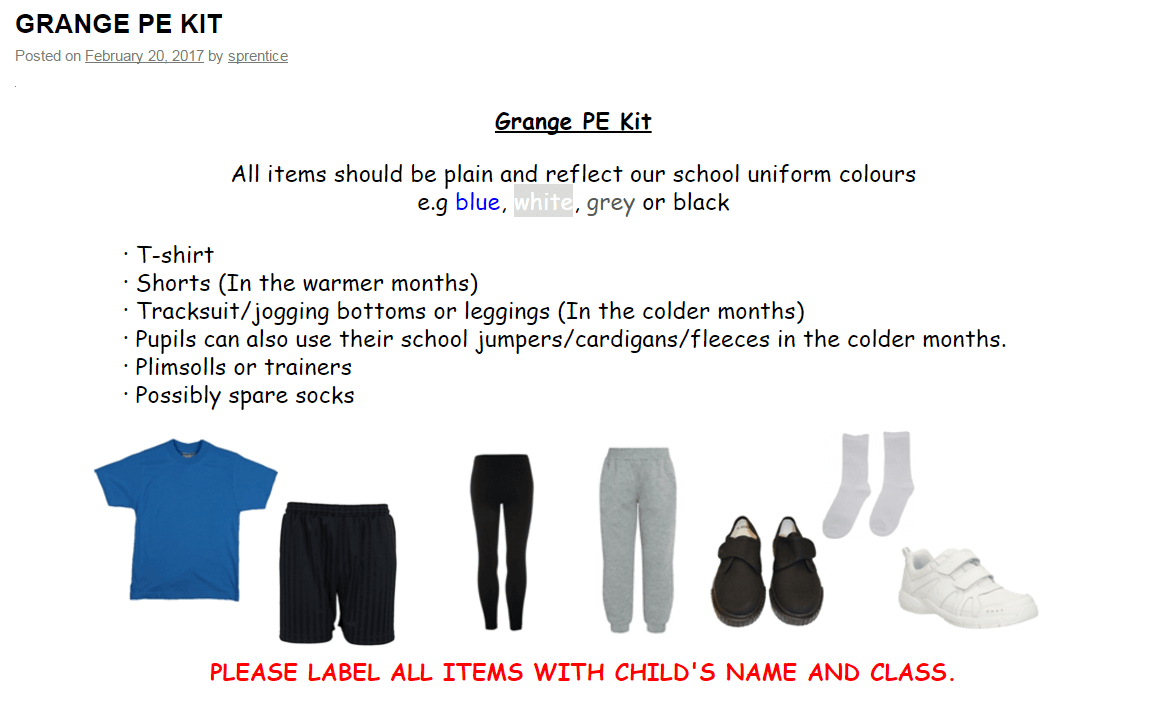 GRANGE PE KIT
Posted on February 20, 2017 by sprentice
.
Grange PE Kit
All items should be plain and reflect our school uniform colours
e.g blue, white, grey or black
· T-shirt
· Shorts (In the warmer months)
· Tracksuit/jogging bottoms or leggings (In the colder months)
· Pupils can also use their school jumpers/cardigans/fleeces in the colder months.
· Plimsolls or trainers
· Possibly spare socks
PLEASE LABEL ALL ITEMS WITH CHILD'S NAME AND CLASS.